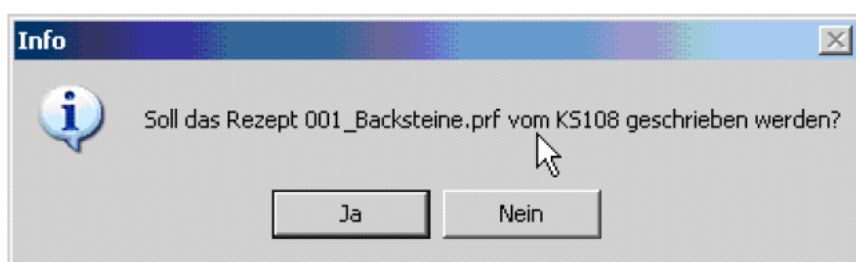 Info
Soll das Rezept 001_Backsteine.prf vom KS108 geschrieben werden?
Ja
Nein